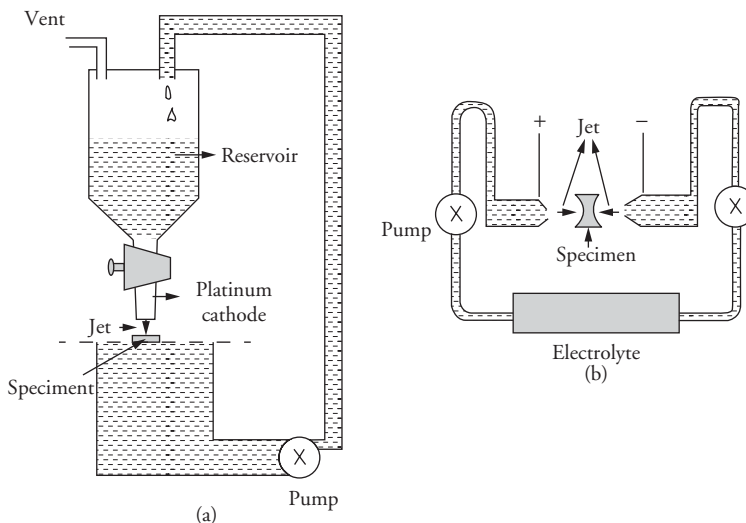 Vent
Reservoir
Platinum
cathode
Jet
Speciment
Pump
(a)
+
Jet
−
X
X
Pump
Specimen
Electrolyte
(b)
X